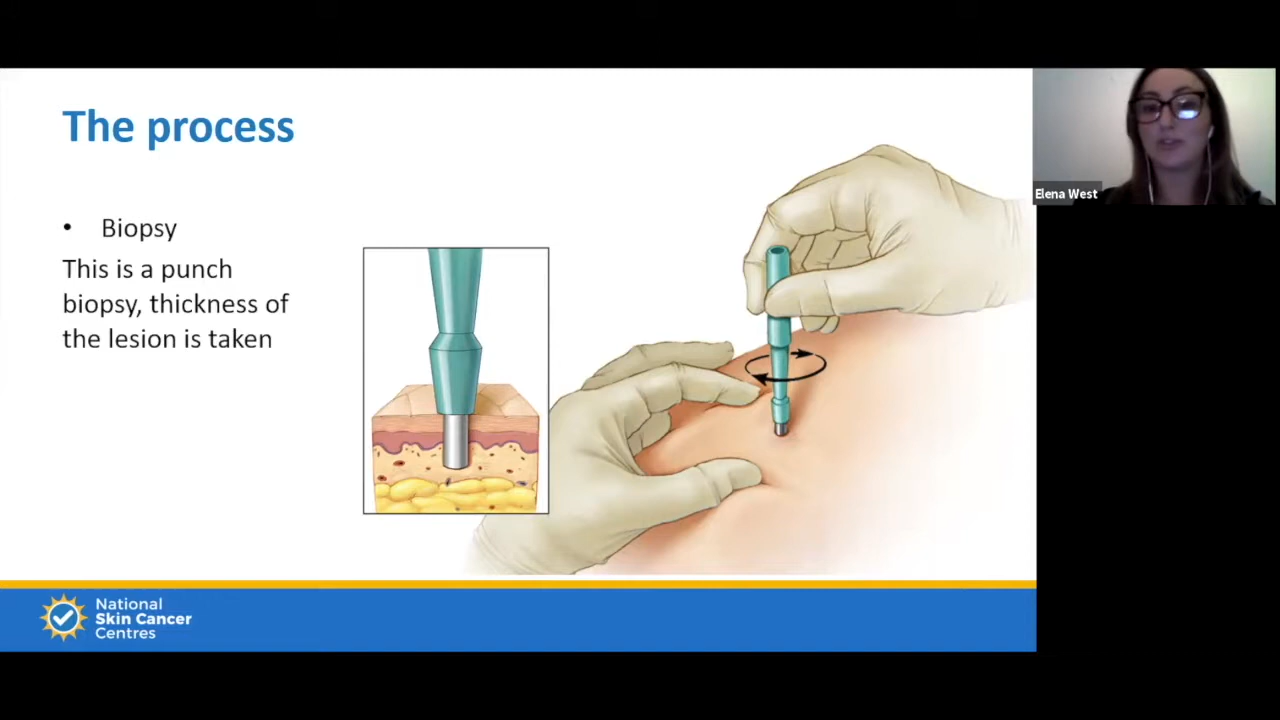 The process
Elena West
• Biopsy
This is a punch
biopsy, thickness of
the lesion is taken
National
Skin Cancer
Centres